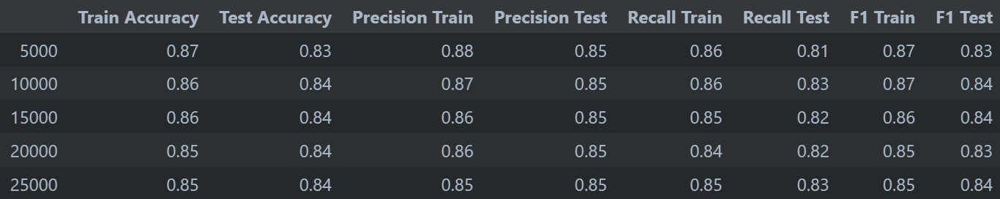 Train Accuracy Test Accuracy Precision Train Precision Test Recall Train Recall Test F1 Train F1 Test
5000 0.87 0.83 0.88 0.85 0.86 0.81 0.87 0.83
10000 0.86 0.84 0.87 0.85 0.86 0.83 0.87 0.84
15000 0.86 0.84 0.86 0.85 0.85 0.82 0.86 0.84
20000 0.85 0.84 0.86 0.85 0.84 0.82 0.85 0.83
25000 0.85 0.84 0.85 0.85 0.85 0.83 0.85 0.84